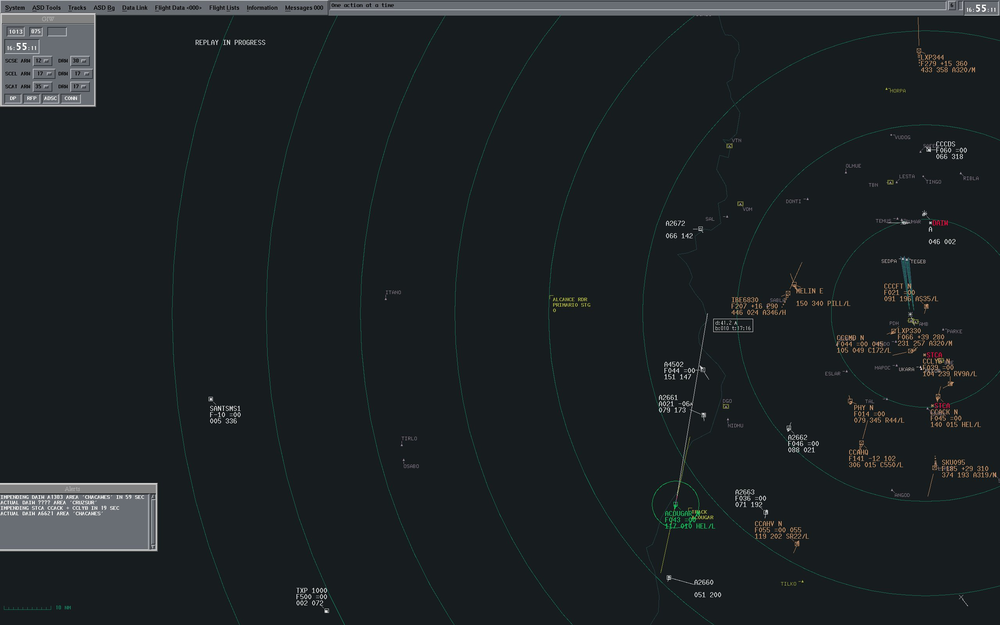 System ASD Tools Tracks ASD Bg Data Link Flight Data <000> Flight Lists Information Messages 000
One action at a time
6
16:55:11
GIW
1013 075
16:55:11
SCSE ARW 12 DRW 30
SCEL ARW 17 DRW 17
SCAT ARW 35 DRW 17
DP RFP ADSC CONN
REPLAY IN PROGRESS
LXP344
F279 +15 360
433 358 A320/M
MORPA
VUDOG
VTN
CCCDS
F060 =00
066 318
OLMUE
LESTA
TINGO
RIBLA
TBN
DONTI
VDM
SAL
A2672
066 142
TEMUS
*DAIW
A
046 002
SEDPA
TEGEB
CCCFT N
F021 =00
091 196 AS35/L
MELIN E
150 340 PILL/L
ITANO
ALCANCE RDR
PRIMARIO STG
O
IBE6830
SABLA
F207 +16 290
446 024 A346/H
d:41.2 A
b:010 t:17:16
PDH
AMB
PARKE
LXP330
F066 +39 280
231 257 A320/M
CCCMD N
F044 =00 045
105 049 C172/L
*STCA
CCLYB N
F039 =00
104 239 RV9A/L
MAPOC
UKARA
ESLAR
A4502
F044 =00
151 147
A2661
A021 -06A
079 173
DGO
NIDMU
TAL
PHY N
F014 =00
079 345 R44/L
*STCA
CCACK N
F045 =00
140 015 HEL/L
SANTSMS1
F-10 =00
005 336
TIRLO
OSABO
A2662
F046 =00
088 021
CCAHQ
F141 -12 102
306 015 C550/L
SKU095
F185 +29 310
374 193 A319/M
ANGOD
A2663
F036 =00
071 192
ACOUGAR N
F043 =00
117 010 HEL/L
TRACK
ACOUGAR
CCAHV N
F055 =00 055
119 202 SR22/L
A2660
051 200
TILKO
TXP 1000
F500 =00
002 072
Alerts
IMPENDING DAIW A1303 AREA 'CHACAWES' IN 59 SEC
ACTUAL DAIW ???? AREA 'CRUZSUR'
IMPENDING STCA CCACK + CCLYB IN 19 SEC
ACTUAL DAIW A6621 AREA 'CHACAWES'
10 NM